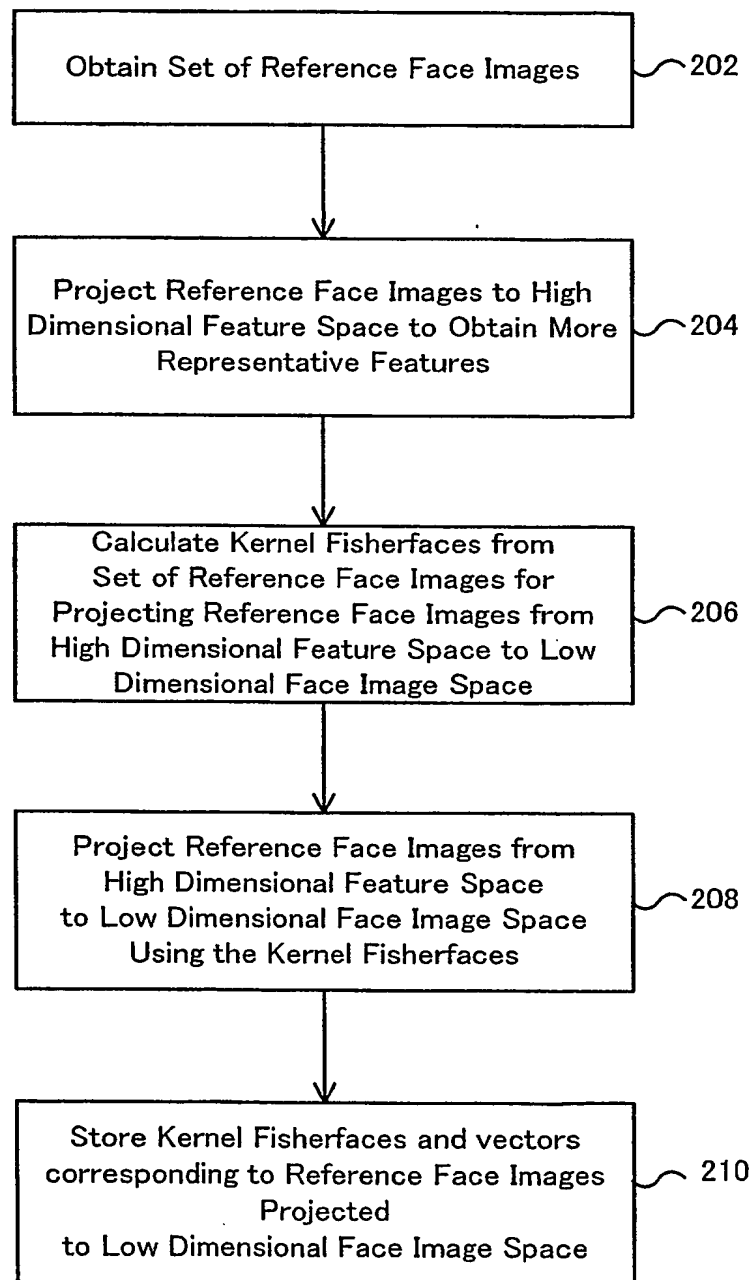 Obtain Set of Reference Face Images
202
Project Reference Face Images to High
Dimensional Feature Space to Obtain More
Representative Features
204
Calculate Kernel Fisherfaces from
Set of Reference Face Images for
Projecting Reference Face Images from
High Dimensional Feature Space to Low
Dimensional Face Image Space
206
Project Reference Face Images from
High Dimensional Feature Space
to Low Dimensional Face Image Space
Using the Kernel Fisherfaces
208
Store Kernel Fisherfaces and vectors
corresponding to Reference Face Images
Projected
to Low Dimensional Face Image Space
210